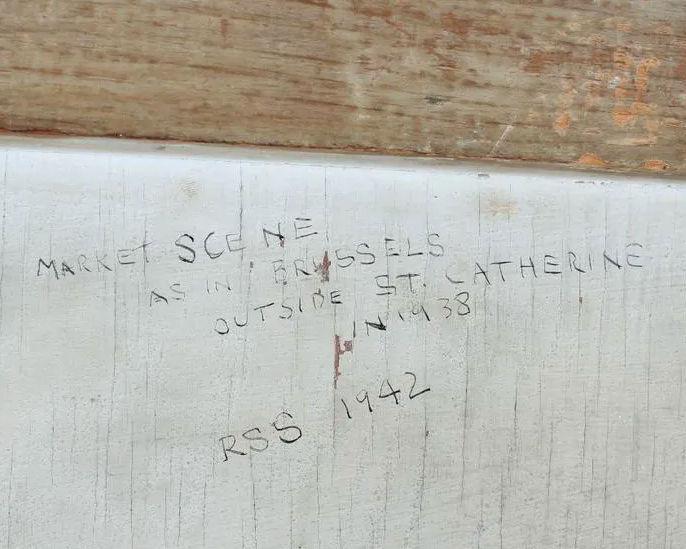 MARKET SCENE
AS IN BRUSSELS
OUTSIDE ST. CATHERINE
IN 1938
RSS 1942